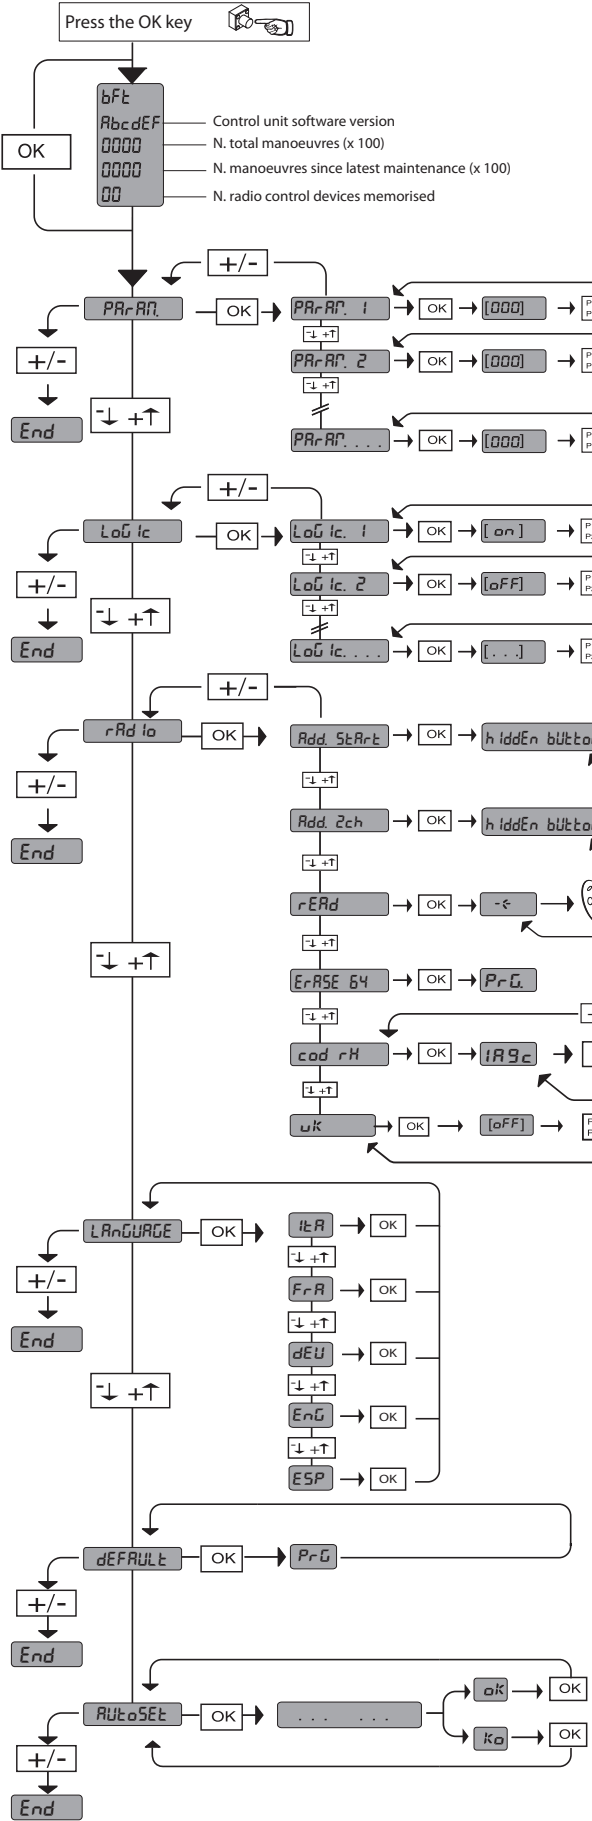 Press the OK key
bFt
AbcdEF
0000
0000
00
Control unit software version
N. total manoeuvres (x 100)
N. manoeuvres since latest maintenance (x 100)
N. radio control devices memorised
OK
+/-
PArAM.
OK
PArAM. 1
OK
[000]
P
P
+/-
- +
- +
PArAM. 2
OK
[000]
P
P
- +
End
PArAM. . . .
OK
[000]
P
P
+/-
LoGIc
OK
LoGIc. 1
OK
[ on ]
P
P
- +
+/-
LoGIc. 2
OK
[oFF]
P
P
- +
- +
End
LoGIc. . . .
OK
[. . .]
P
P
+/-
rAdIo
OK
Add. StArt
OK
hIddEn bUtto
+/-
- +
Add. 2ch
OK
hIddEn bUtto
End
- +
rEAd
OK
- +
- +
ErASE 64
OK
PrG.
- +
cod rX
OK
1A9c
- +
uK
OK
[oFF]
P
P
LAnGUAGE
OK
ItA
OK
- +
+/-
FrA
OK
- +
End
dEU
OK
- +
- +
EnG
OK
- +
ESP
OK
dEFAULt
OK
PrG
+/-
End
AUtoSEt
OK
. . . . . .
oK
OK
Ko
OK
+/-
End